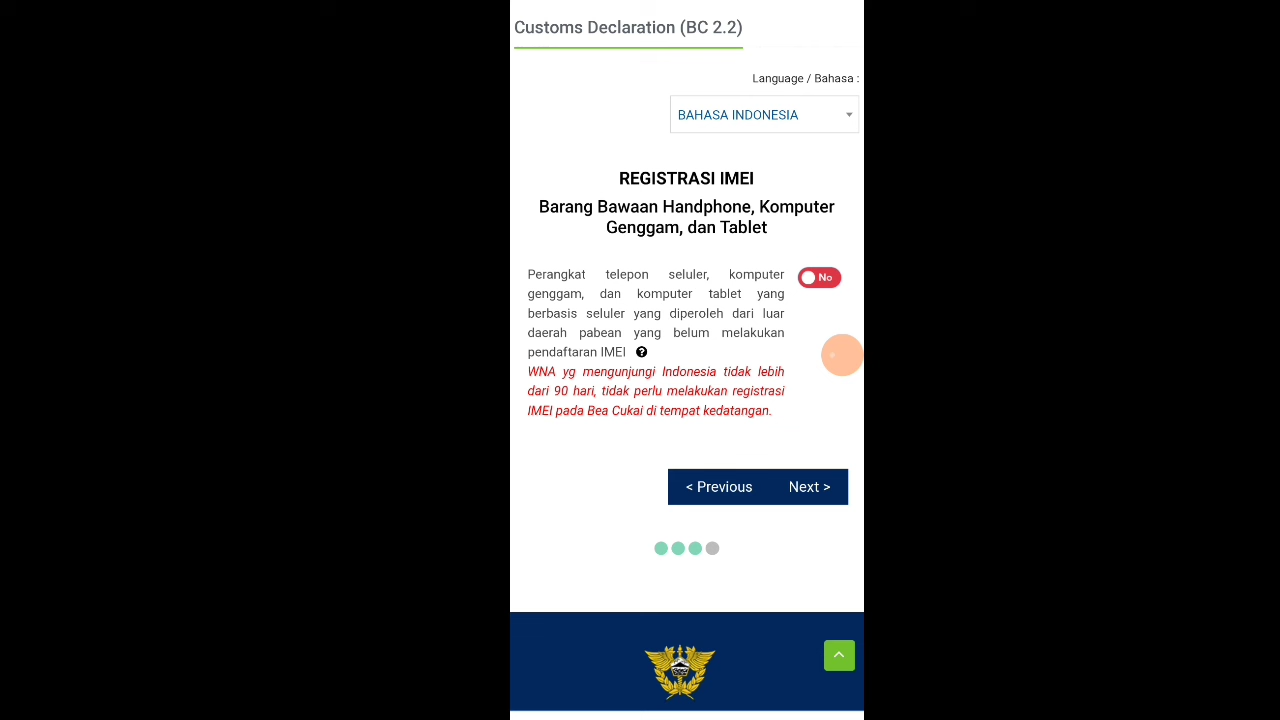 Customs Declaration (BC 2.2)
Language / Bahasa :
BAHASA INDONESIA
REGISTRASI IMEI
Barang Bawaan Handphone, Komputer
Genggam, dan Tablet
Perangkat telepon seluler, komputer
No
genggam, dan komputer tablet yang
berbasis seluler yang diperoleh dari luar
daerah pabean yang belum melakukan
pendaftaran IMEI ?
WNA yg mengunjungi Indonesia tidak lebih
dari 90 hari, tidak perlu melakukan registrasi
IMEI pada Bea Cukai di tempat kedatangan.
< Previous
Next >